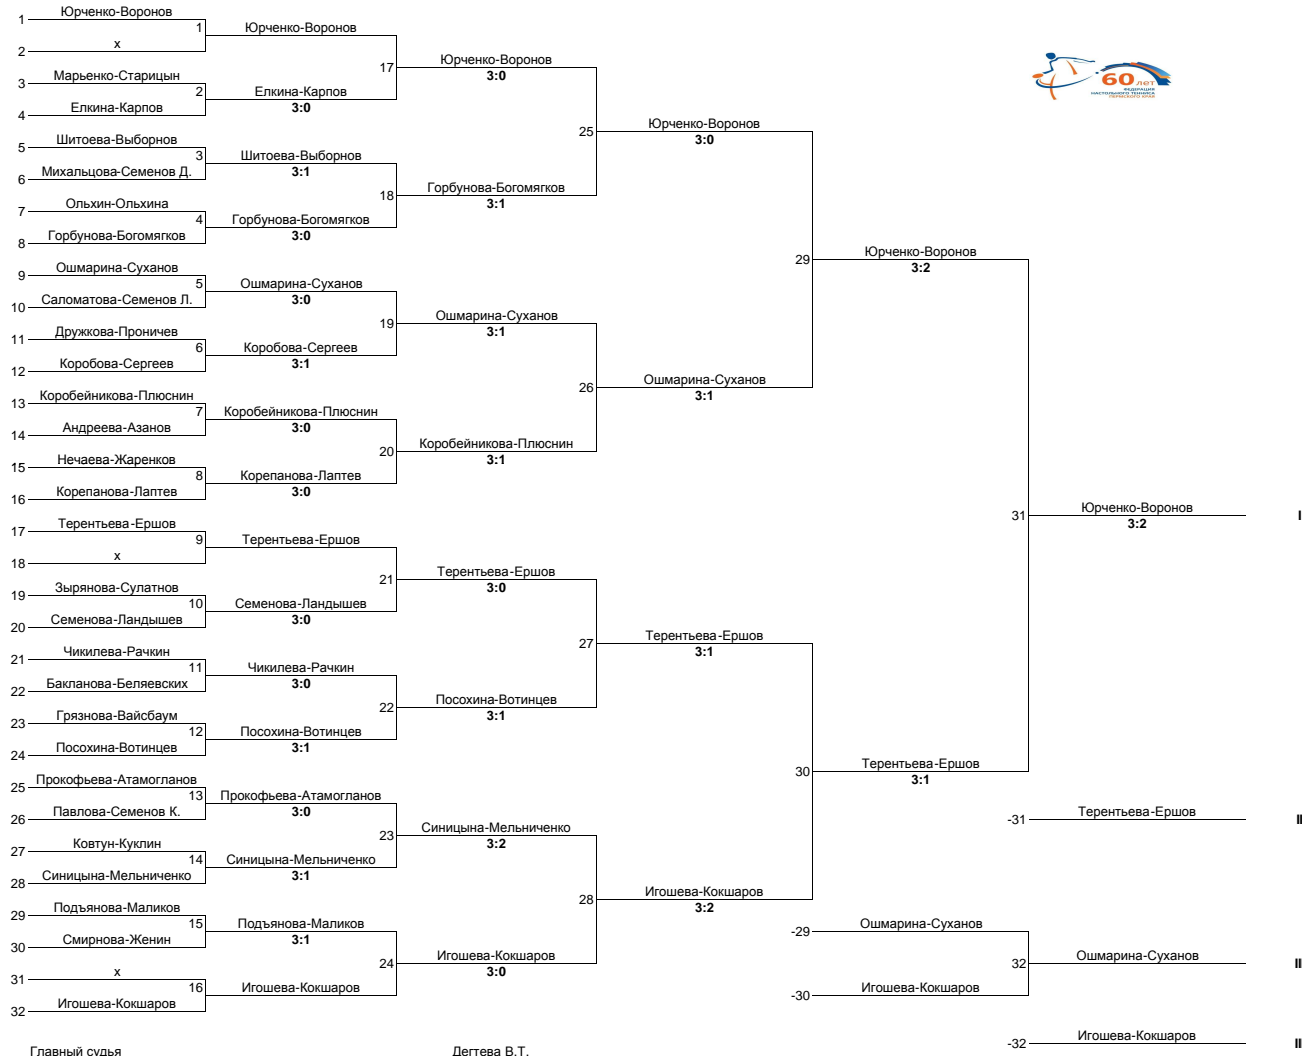 1 Юрченко-Воронов
1 Юрченко-Воронов
2 х
17 Юрченко-Воронов
3:0
3 Марьенко-Старицын
2 Елкина-Карпов
3:0
4 Елкина-Карпов
60 лет
ФЕДЕРАЦИЯ
НАСТОЛЬНОГО ТЕННИСА
ПЕРМСКОГО КРАЯ
25 Юрченко-Воронов
3:0
5 Шитоева-Выборнов
3 Шитоева-Выборнов
3:1
6 Михальцова-Семенов Д.
18 Горбунова-Богомягков
3:1
7 Ольхин-Ольхина
4 Горбунова-Богомягков
3:0
8 Горбунова-Богомягков
29 Юрченко-Воронов
3:2
9 Ошмарина-Суханов
5 Ошмарина-Суханов
3:0
10 Саломатова-Семенов Л.
19 Ошмарина-Суханов
3:1
11 Дружкова-Проничев
6 Коробова-Сергеев
3:1
12 Коробова-Сергеев
26 Ошмарина-Суханов
3:1
13 Коробейникова-Плюснин
7 Коробейникова-Плюснин
3:0
14 Андреева-Азанов
20 Коробейникова-Плюснин
3:1
15 Нечаева-Жаренков
8 Корепанова-Лаптев
3:0
16 Корепанова-Лаптев
31 Юрченко-Воронов I
3:2
17 Терентьева-Ершов
9 Терентьева-Ершов
18 х
21 Терентьева-Ершов
3:0
19 Зырянова-Сулатнов
10 Семенова-Ландышев
3:0
20 Семенова-Ландышев
27 Терентьева-Ершов
3:1
21 Чикилева-Рачкин
11 Чикилева-Рачкин
3:0
22 Бакланова-Беляевских
22 Посохина-Вотинцев
3:1
23 Грязнова-Вайсбаум
12 Посохина-Вотинцев
3:1
24 Посохина-Вотинцев
30 Терентьева-Ершов
3:1
25 Прокофьева-Атамогланов
13 Прокофьева-Атамогланов
3:0
26 Павлова-Семенов К.
-31 Терентьева-Ершов II
23 Синицына-Мельниченко
3:2
27 Ковтун-Куклин
14 Синицына-Мельниченко
3:1
28 Синицына-Мельниченко
28 Игошева-Кокшаров
3:2
29 Подъянова-Маликов
15 Подъянова-Маликов
3:1
30 Смирнова-Женин
-29 Ошмарина-Суханов
24 Игошева-Кокшаров
3:0
32 Ошмарина-Суханов II
31 х
16 Игошева-Кокшаров
32 Игошева-Кокшаров
-30 Игошева-Кокшаров
-32 Игошева-Кокшаров II
Главный судья Дегтева В.Т.